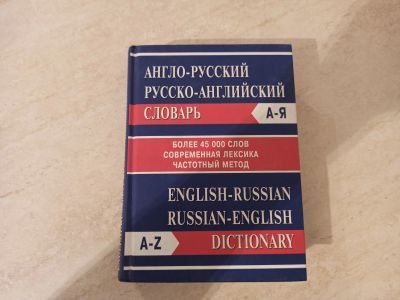 АНГЛО-РУССКИЙ
РУССКО-АНГЛИЙСКИЙ
СЛОВАРЬ А-Я
БОЛЕЕ 45 000 СЛОВ
СОВРЕМЕННАЯ ЛЕКСИКА
ЧАСТОТНЫЙ МЕТОД
ENGLISH-RUSSIAN
RUSSIAN-ENGLISH
A-Z DICTIONARY